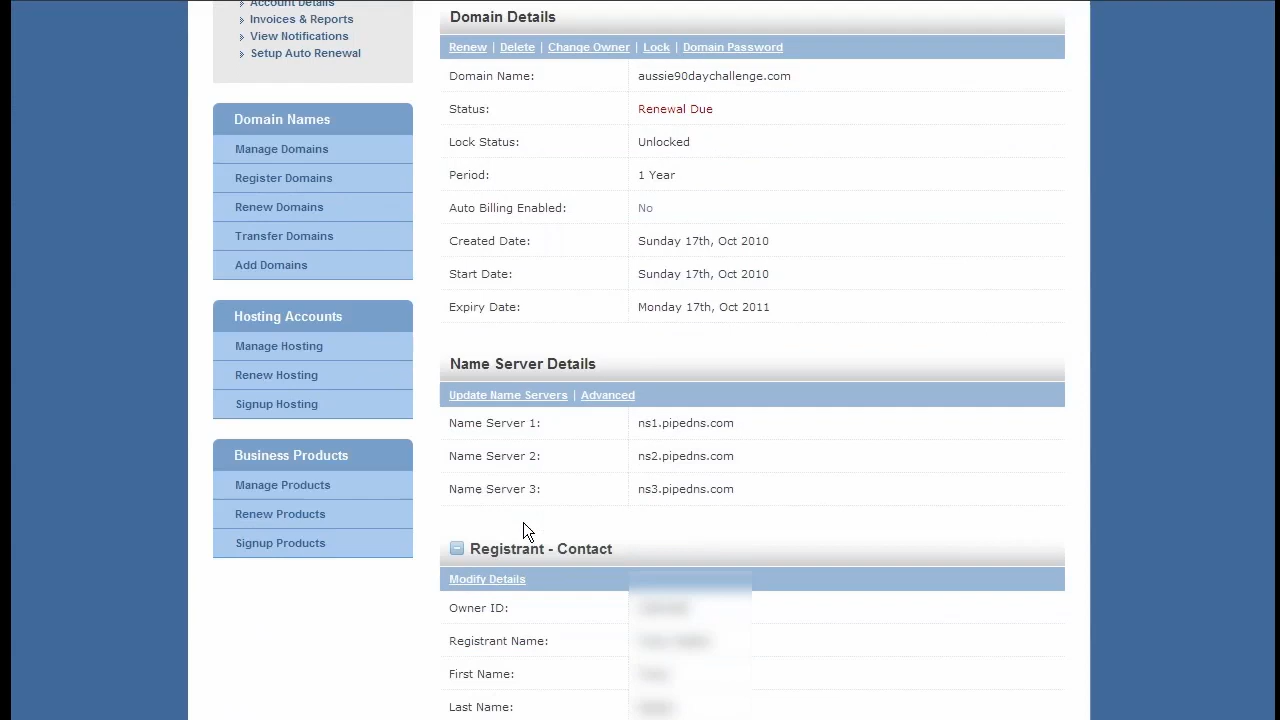 Account Details
Invoices & Reports
View Notifications
Setup Auto Renewal
Domain Names
Manage Domains
Register Domains
Renew Domains
Transfer Domains
Add Domains
Hosting Accounts
Manage Hosting
Renew Hosting
Signup Hosting
Business Products
Manage Products
Renew Products
Signup Products
Domain Details
Renew | Delete | Change Owner | Lock | Domain Password
Domain Name: aussie90daychallenge.com
Status: Renewal Due
Lock Status: Unlocked
Period: 1 Year
Auto Billing Enabled: No
Created Date: Sunday 17th, Oct 2010
Start Date: Sunday 17th, Oct 2010
Expiry Date: Monday 17th, Oct 2011
Name Server Details
Update Name Servers | Advanced
Name Server 1: ns1.pipedns.com
Name Server 2: ns2.pipedns.com
Name Server 3: ns3.pipedns.com
Registrant - Contact
Modify Details
Owner ID:
Registrant Name:
First Name:
Last Name: